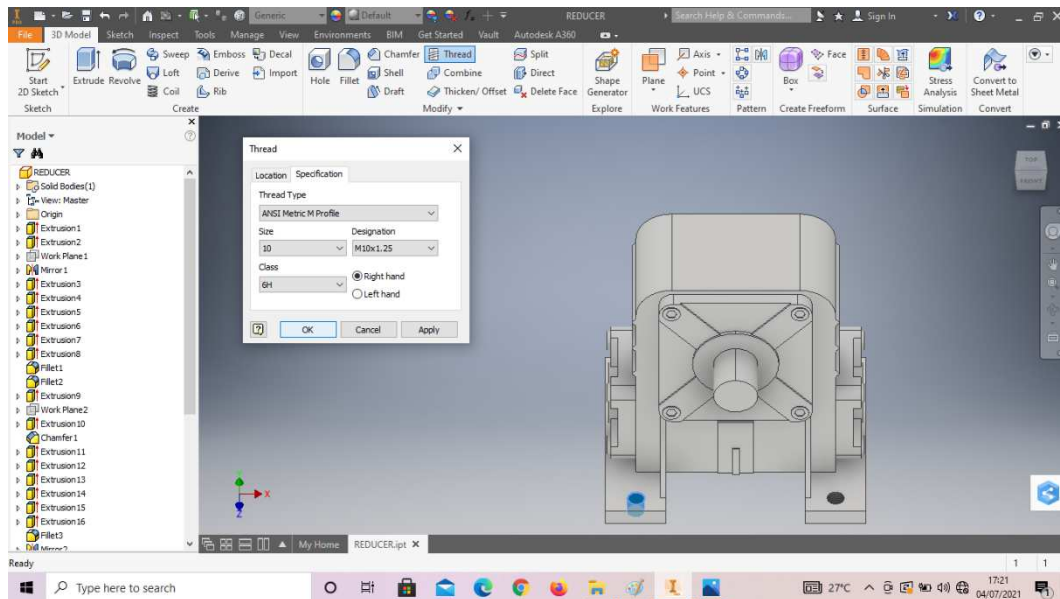 PRO
Generic
Default
REDUCER
Search Help & Commands...
Sign In
File 3D Model Sketch Inspect Tools Manage View Environments BIM Get Started Vault Autodesk A360
Start
2D Sketch
Extrude Revolve
Sweep Emboss Decal
Loft Derive Import
Coil Rib
Hole Fillet
Chamfer Thread Split
Shell Combine Direct
Draft Thicken/ Offset Delete Face
Shape
Generator
Plane
Axis
Point
UCS
Box
Face
Stress
Analysis
Convert to
Sheet Metal
Sketch Create Modify Explore Work Features Pattern Create Freeform Surface Simulation Convert
Model
REDUCER
Solid Bodies(1)
View: Master
Origin
Extrusion1
Extrusion2
Work Plane1
Mirror1
Extrusion3
Extrusion4
Extrusion5
Extrusion6
Extrusion7
Extrusion8
Fillet1
Fillet2
Extrusion9
Work Plane2
Extrusion10
Chamfer1
Extrusion11
Extrusion12
Extrusion13
Extrusion14
Extrusion15
Extrusion16
Fillet3
Mirror2
Thread
Location Specification
Thread Type
ANSI Metric M Profile
Size Designation
10 M10x1.25
Class
6H
Right hand
Left hand
OK Cancel Apply
TOP
FRONT
Y
X
Z
My Home REDUCER.ipt
Ready
1 1
Type here to search
27°C
17:21
04/07/2021